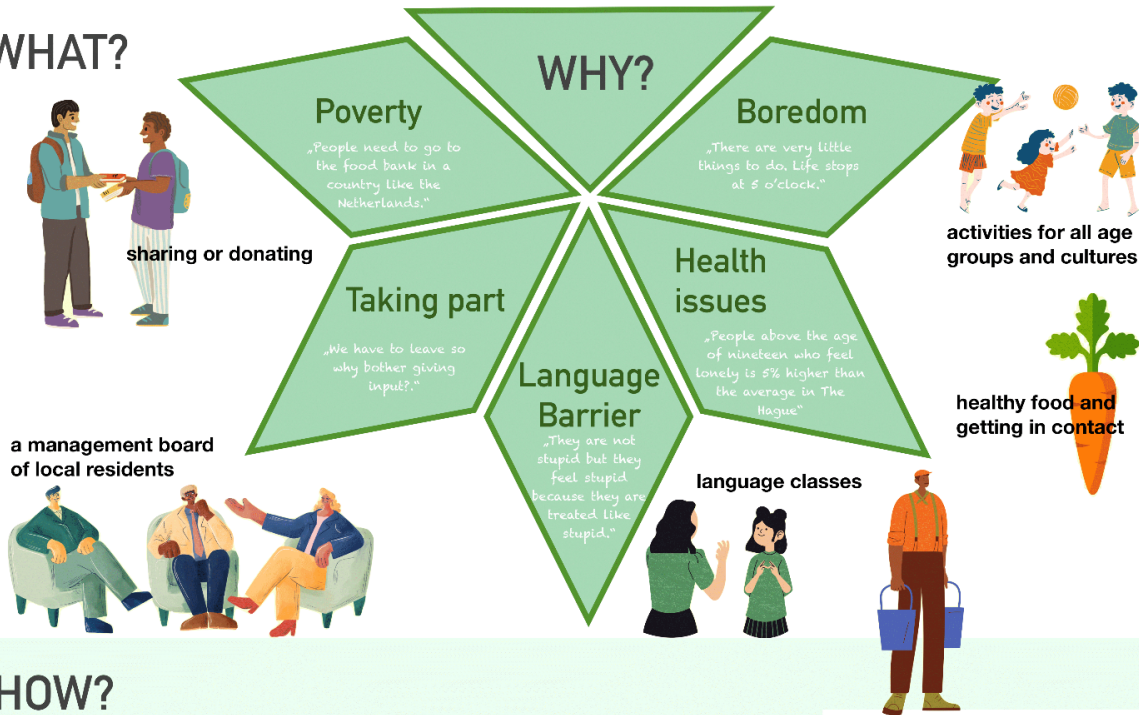 WHAT?
WHY?
Poverty
„People need to go to
the food bank in a
country like the
Netherlands.“
Boredom
„There are very little
things to do. Life stops
at 5 o'clock.“
sharing or donating
activities for all age
groups and cultures
Taking part
„We have to leave so
why bother giving
input?.“
Health
issues
„People above the age
of nineteen who feel
lonely is 5% higher than
the average in The
Hague“
Language
Barrier
„They are not
stupid but they
feel stupid
because they are
treated like
stupid.“
healthy food and
getting in contact
a management board
of local residents
language classes
HOW?